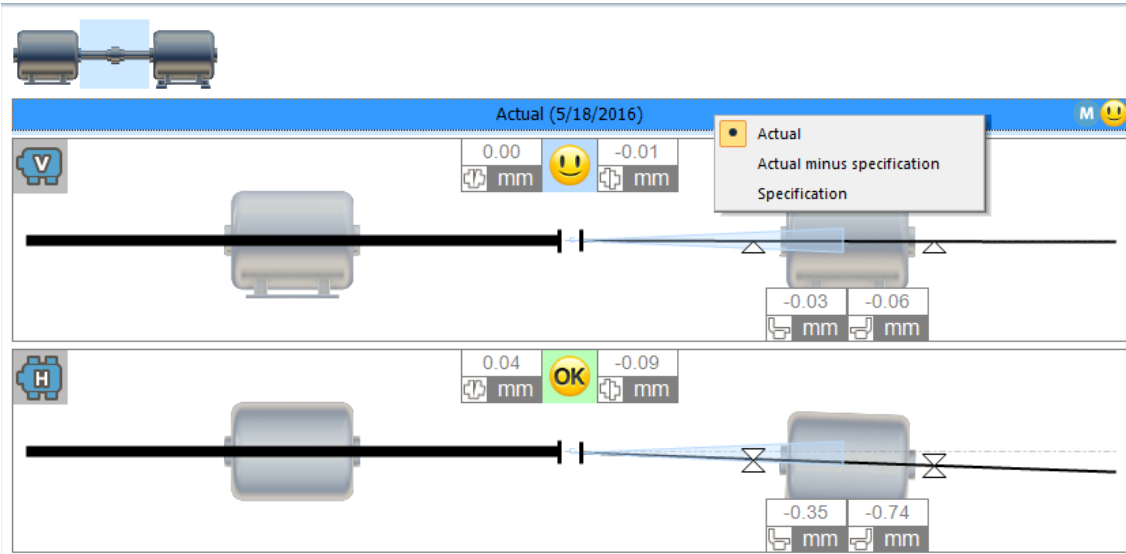 Actual (5/18/2016)
M
Actual
Actual minus specification
Specification
V
0.00
-0.01
mm
mm
-0.03
-0.06
mm
mm
H
0.04
OK
-0.09
mm
mm
-0.35
-0.74
mm
mm